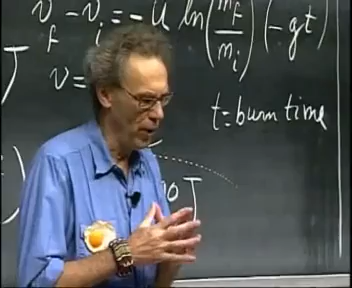 v_f - v_i = - u ln(m_f/m_i) (-gt)
v =
t = burn time